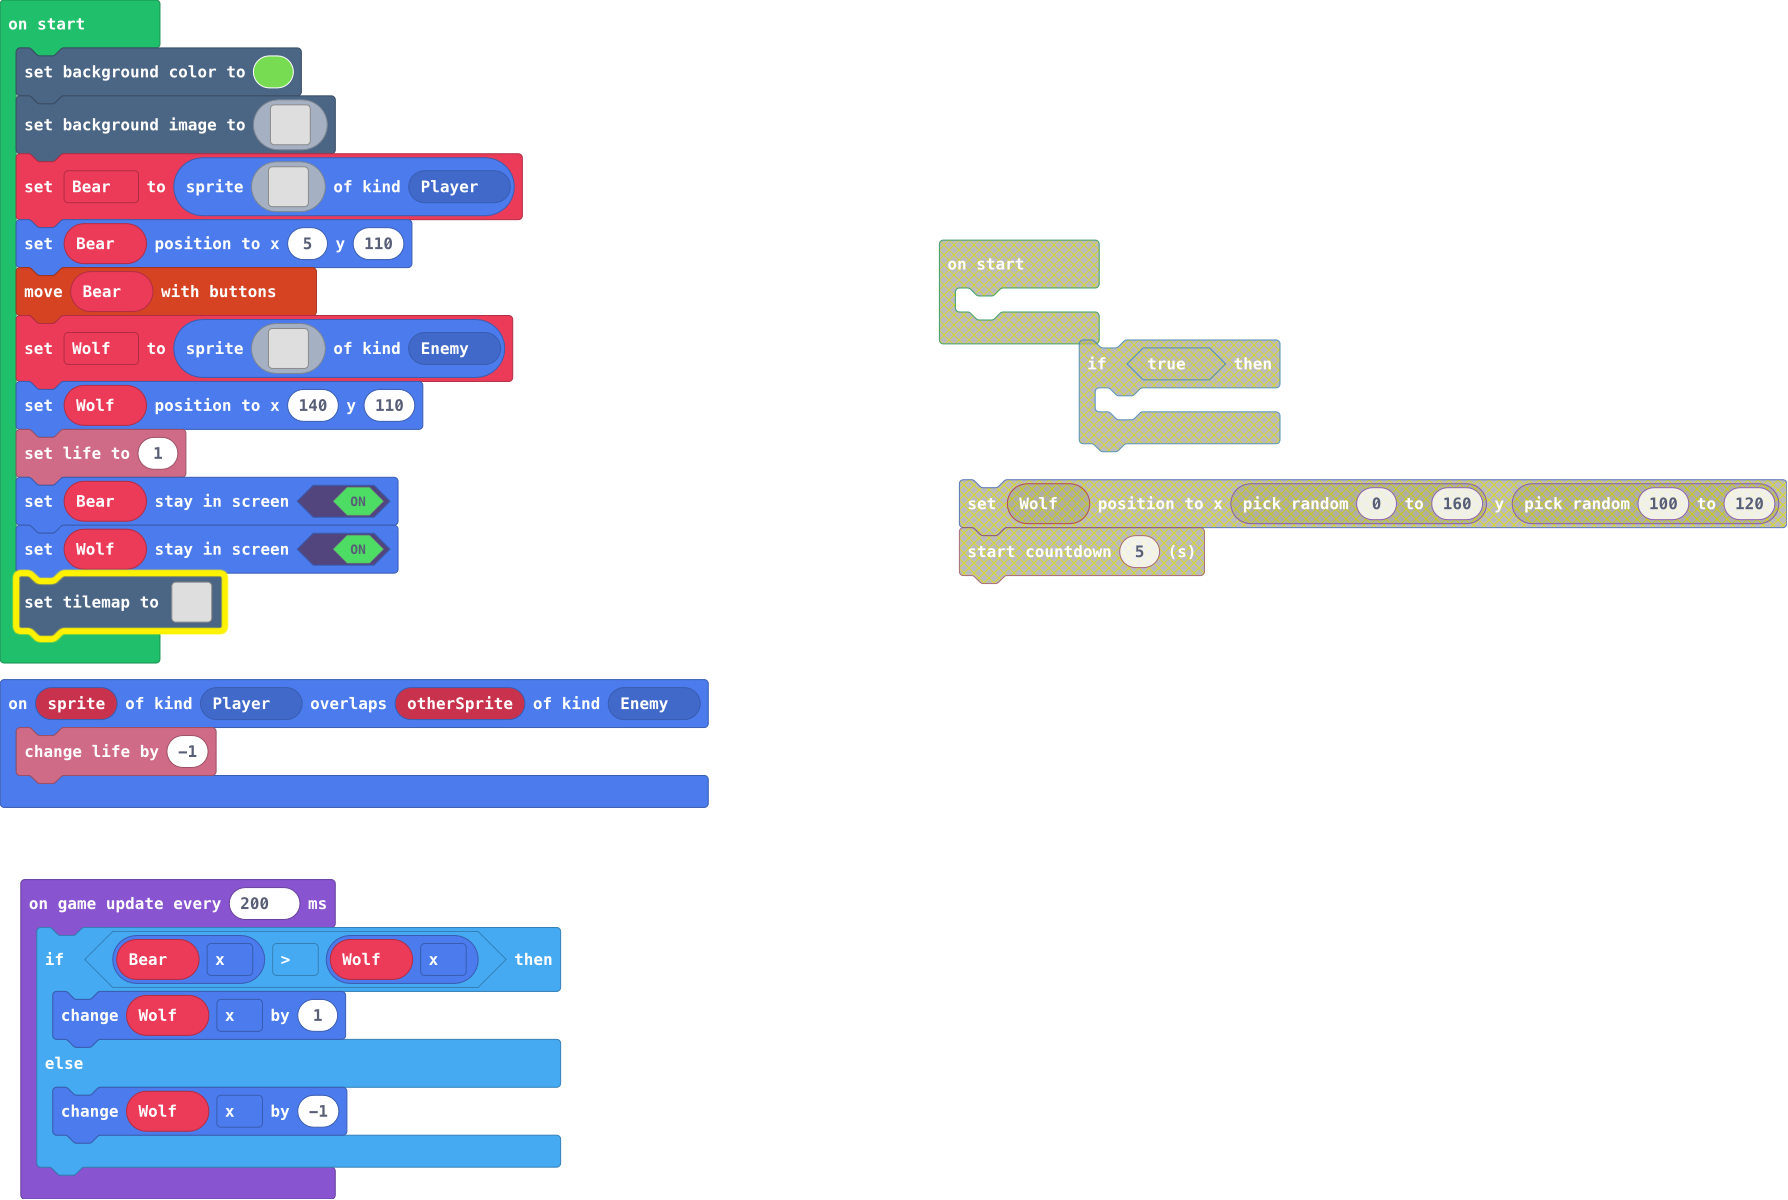 on start
set background color to
set background image to
set Bear to sprite of kind Player
set Bear position to x 5 y 110
move Bear with buttons
set Wolf to sprite of kind Enemy
set Wolf position to x 140 y 110
set life to 1
set Bear stay in screen ON
set Wolf stay in screen ON
set tilemap to
on sprite of kind Player overlaps otherSprite of kind Enemy
change life by −1
on game update every 200 ms
if Bear x > Wolf x then
change Wolf x by 1
else
change Wolf x by −1
on start
if true then
set Wolf position to x pick random 0 to 160 y pick random 100 to 120
start countdown 5 (s)